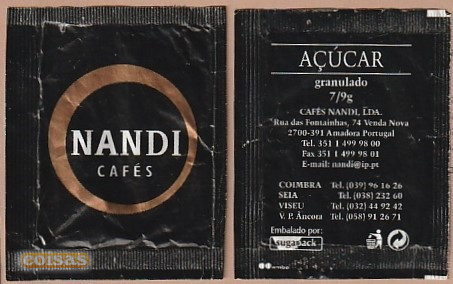 NANDI
CAFÉS
coisas
AÇÚCAR
granulado
7/9g
CAFÉS NANDI, LDA.
Rua das Fontainhas, 74 Venda Nova
2700-391 Amadora Portugal
Tel. 351 1 499 98 00
Fax 351 1 499 98 01
E-mail: nandi@ip.pt
COIMBRA Tel. (039) 96 16 26
SEIA Tel. (038) 232 60
VISEU Tel. (032) 44 92 42
V. P. Âncora Tel. (058) 91 26 71
Embalado por:
sugapack